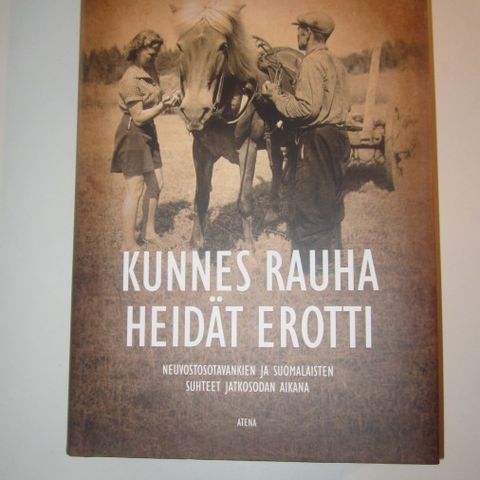 KUNNES RAUHA
HEIDÄT EROTTI
NEUVOSTOSOTAVANKIEN JA SUOMALAISTEN
SUHTEET JATKOSODAN AIKANA
ATENA